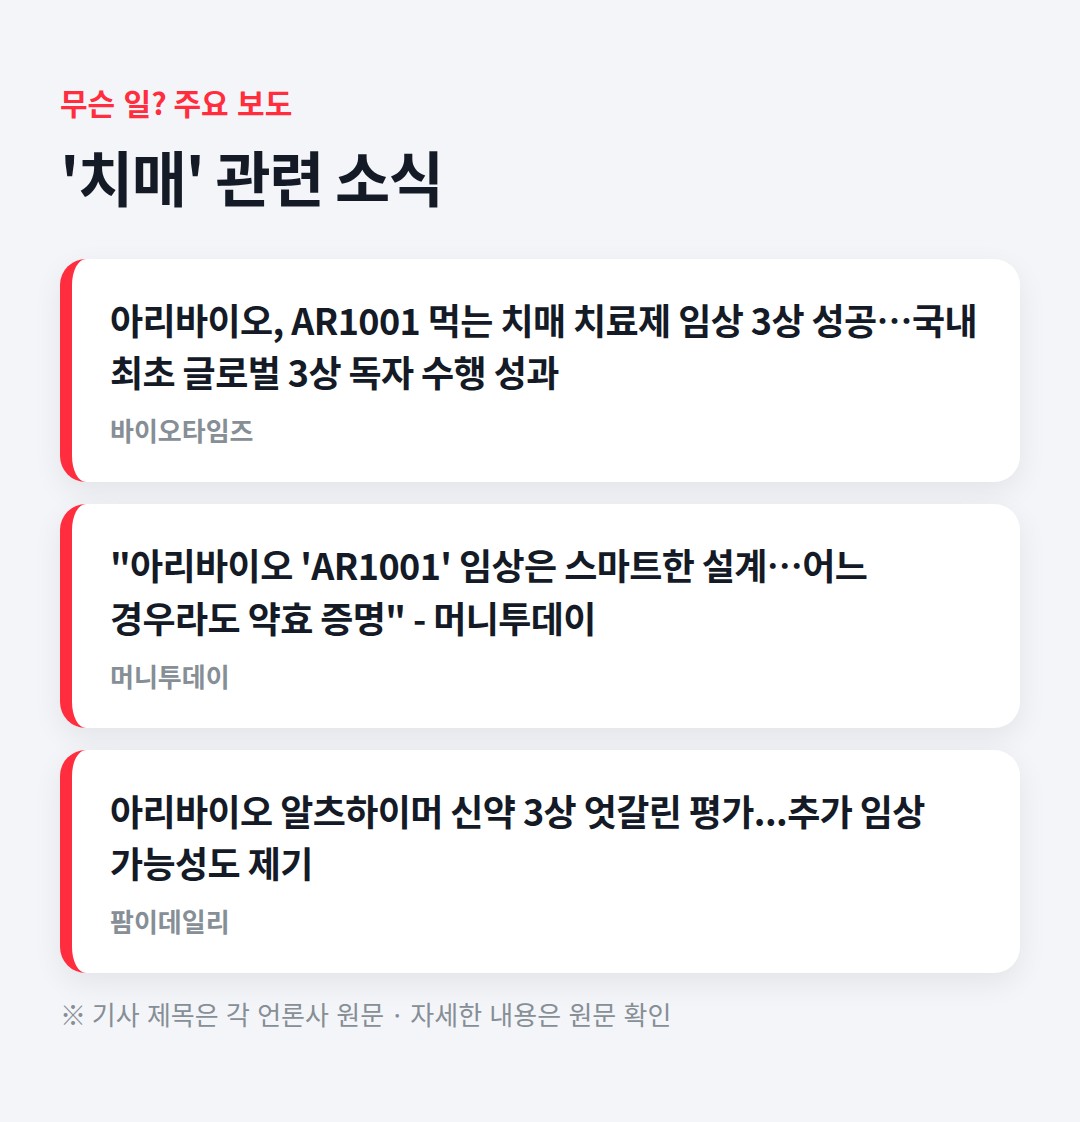 무슨 일? 주요 보도
'치매' 관련 소식
아리바이오, AR1001 먹는 치매 치료제 임상 3상 성공…국내
최초 글로벌 3상 독자 수행 성과
바이오타임즈
"아리바이오 'AR1001' 임상은 스마트한 설계…어느
경우라도 약효 증명" - 머니투데이
머니투데이
아리바이오 알츠하이머 신약 3상 엇갈린 평가...추가 임상
가능성도 제기
팜이데일리
※ 기사 제목은 각 언론사 원문 · 자세한 내용은 원문 확인